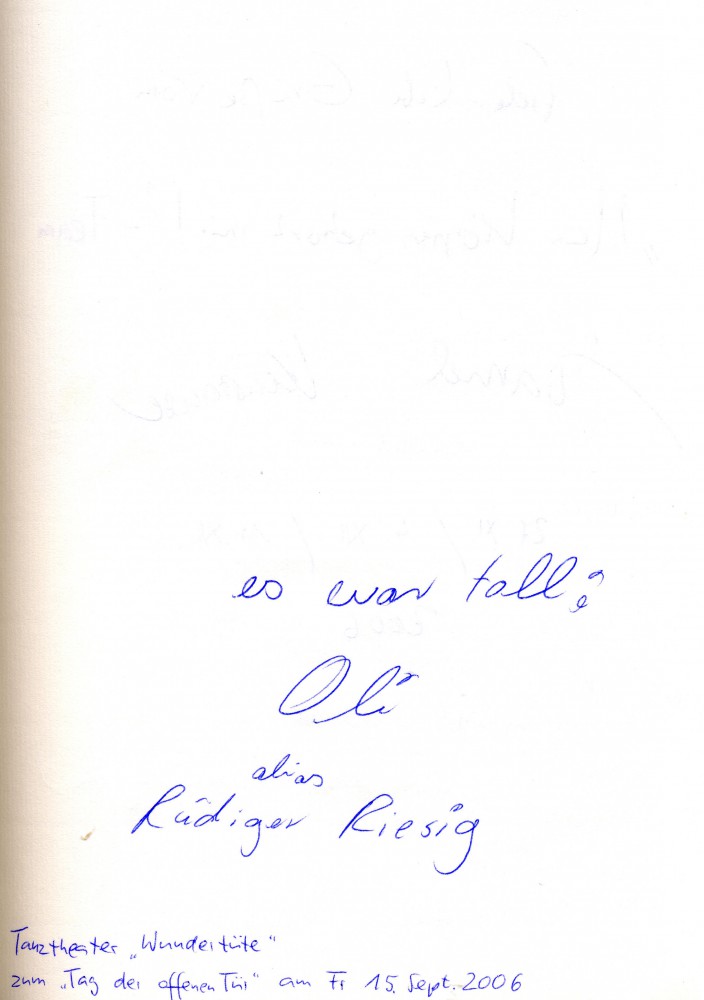 es war toll!
Oli
alias
Rüdiger Riesig
Tanztheater „Wundertüte“
zum „Tag der offenen Tür“ am Fr 15. Sept. 2006